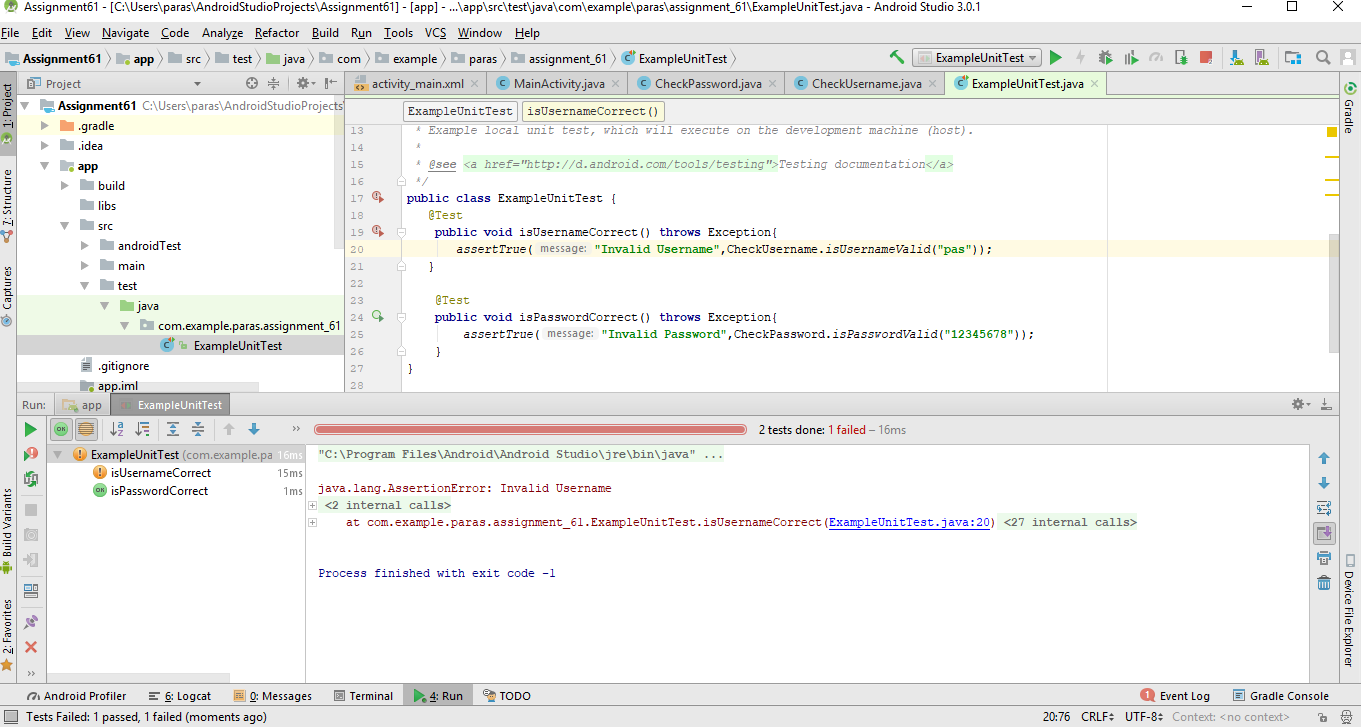 Assignment61 - [C:\Users\paras\AndroidStudioProjects\Assignment61] - [app] - ...\app\src\test\java\com\example\paras\assignment_61\ExampleUnitTest.java - Android Studio 3.0.1
File Edit View Navigate Code Analyze Refactor Build Run Tools VCS Window Help
Assignment61 app src test java com example paras assignment_61 ExampleUnitTest ExampleUnitTest
Project activity_main.xml MainActivity.java CheckPassword.java CheckUsername.java ExampleUnitTest.java
1: Project
7: Structure
Captures
Build Variants
2: Favorites
Assignment61 C:\Users\paras\AndroidStudioProjects
.gradle
.idea
app
build
libs
src
androidTest
main
test
java
com.example.paras.assignment_61
ExampleUnitTest
.gitignore
app.iml
ExampleUnitTest isUsernameCorrect()
13 * Example local unit test, which will execute on the development machine (host).
14 *
15 * @see <a href="http://d.android.com/tools/testing">Testing documentation</a>
16 */
17 public class ExampleUnitTest {
18 @Test
19 public void isUsernameCorrect() throws Exception{
20 assertTrue( message: "Invalid Username",CheckUsername.isUsernameValid("pas"));
21 }
22
23 @Test
24 public void isPasswordCorrect() throws Exception{
25 assertTrue( message: "Invalid Password",CheckPassword.isPasswordValid("12345678"));
26 }
27 }
28
Gradle
Device File Explorer
Run: app ExampleUnitTest
2 tests done: 1 failed – 16ms
ExampleUnitTest (com.example.pa 16ms
isUsernameCorrect 15ms
isPasswordCorrect 1ms
"C:\Program Files\Android\Android Studio\jre\bin\java" ...
java.lang.AssertionError: Invalid Username
<2 internal calls>
at com.example.paras.assignment_61.ExampleUnitTest.isUsernameCorrect(ExampleUnitTest.java:20) <27 internal calls>
Process finished with exit code -1
Android Profiler 6: Logcat 0: Messages Terminal 4: Run TODO 1 Event Log Gradle Console
Tests Failed: 1 passed, 1 failed (moments ago) 20:76 CRLF UTF-8 Context: <no context>